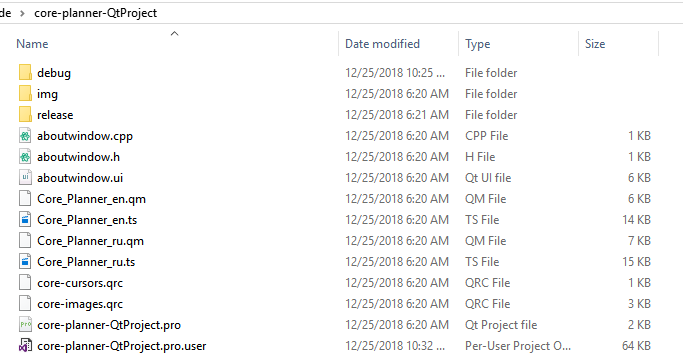 de > core-planner-QtProject
Name Date modified Type Size
debug 12/25/2018 10:25 ... File folder
img 12/25/2018 6:20 AM File folder
release 12/25/2018 6:21 AM File folder
aboutwindow.cpp 12/25/2018 6:20 AM CPP File 1 KB
aboutwindow.h 12/25/2018 6:20 AM H File 1 KB
aboutwindow.ui 12/25/2018 6:20 AM Qt UI file 6 KB
Core_Planner_en.qm 12/25/2018 6:20 AM QM File 6 KB
Core_Planner_en.ts 12/25/2018 6:20 AM TS File 14 KB
Core_Planner_ru.qm 12/25/2018 6:20 AM QM File 7 KB
Core_Planner_ru.ts 12/25/2018 6:20 AM TS File 15 KB
core-cursors.qrc 12/25/2018 6:20 AM QRC File 1 KB
core-images.qrc 12/25/2018 6:20 AM QRC File 3 KB
core-planner-QtProject.pro 12/25/2018 6:20 AM Qt Project file 2 KB
core-planner-QtProject.pro.user 12/25/2018 10:32 ... Per-User Project O... 64 KB